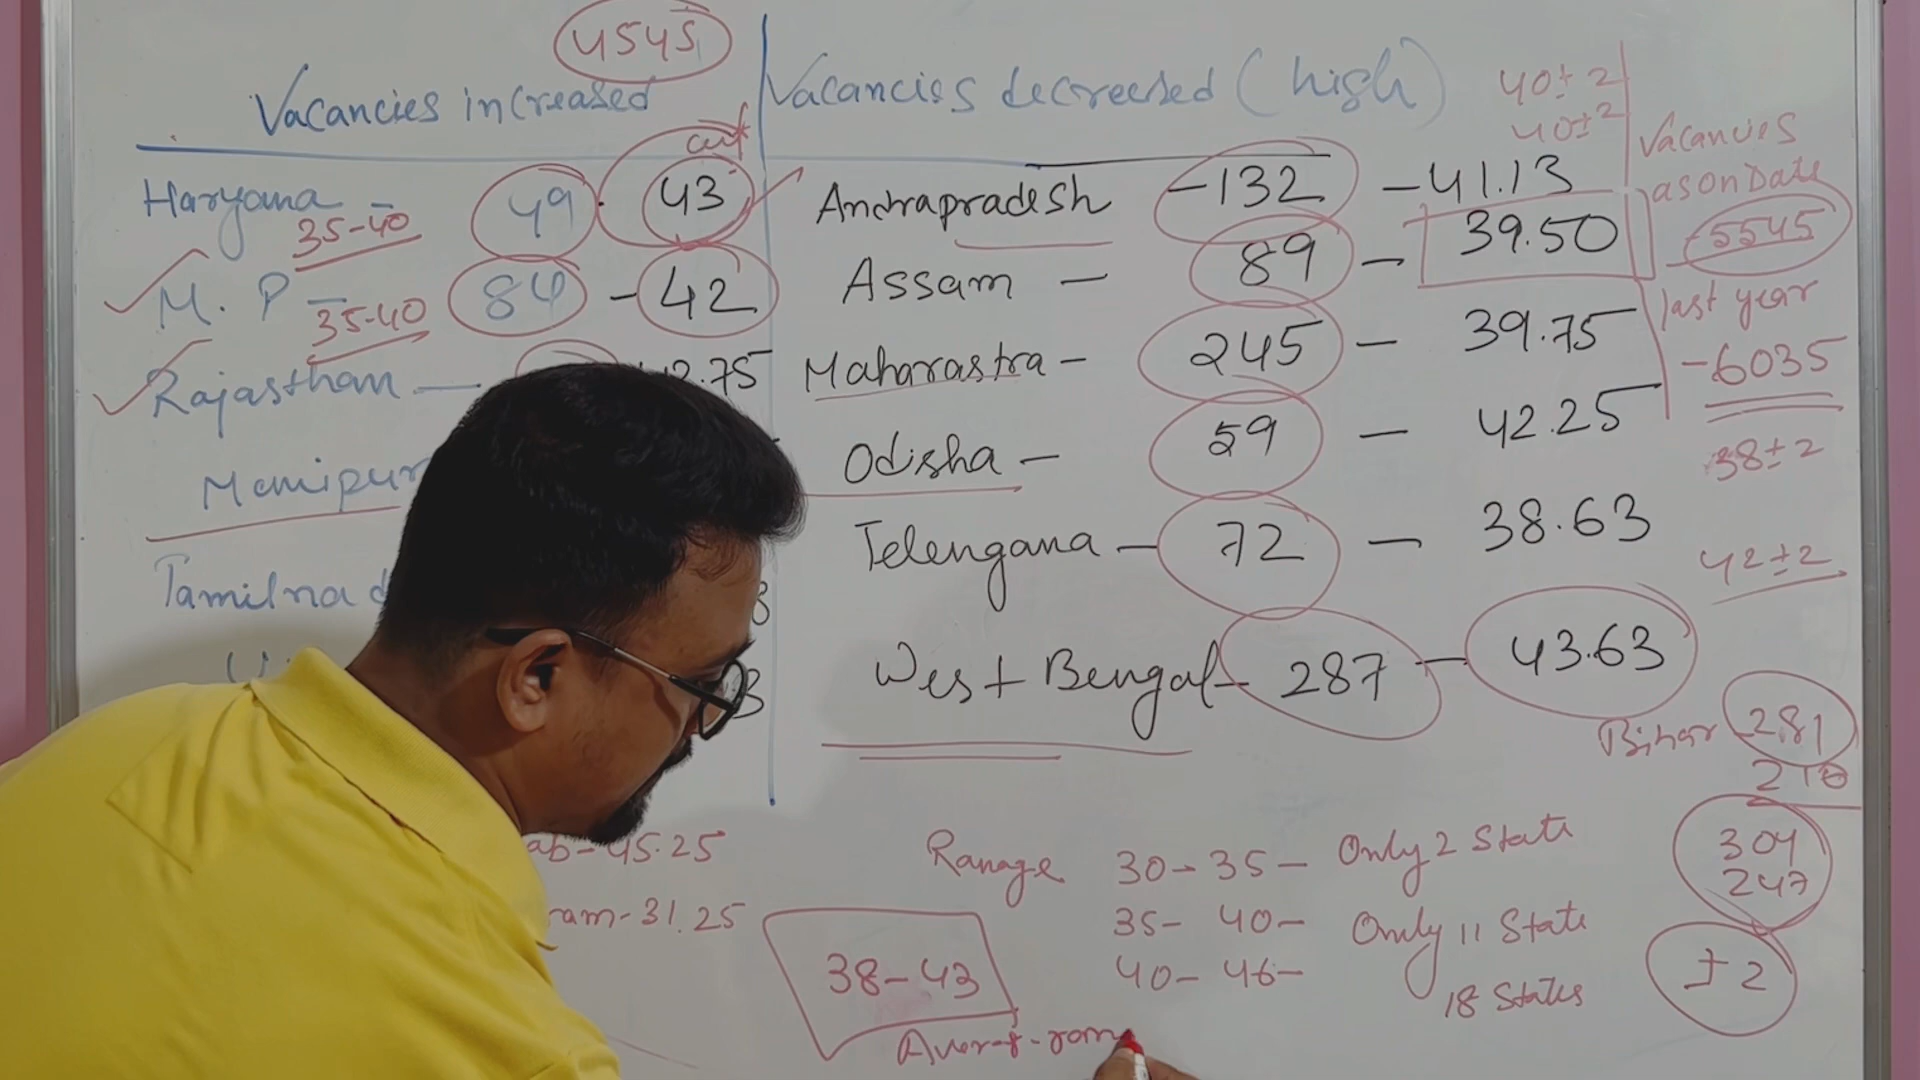 4545
Vacancies increased
cut
Haryana - 49 - 43
35-40
M. P - 84 - 42
35-40
Rajasthan — .75
Manipur
Tamilnad
Vacancies decreesed (high)
Andrapradesh -132 -41.13
Assam - 89 - 39.50
Maharastra - 245 - 39.75
Odisha - 59 - 42.25
Telengana - 72 - 38.63
West Bengal - 287 - 43.63
40±2
40±2
Vacancies
as on Date
-5545
last year
-6035
38±2
42±2
Bihar 281
210
304
247
±2
ab-45.25
ram-31.25
38-43
Averag-ran
Ranage 30-35- Only 2 State
35-40- Only 11 State
40-46- 18 States